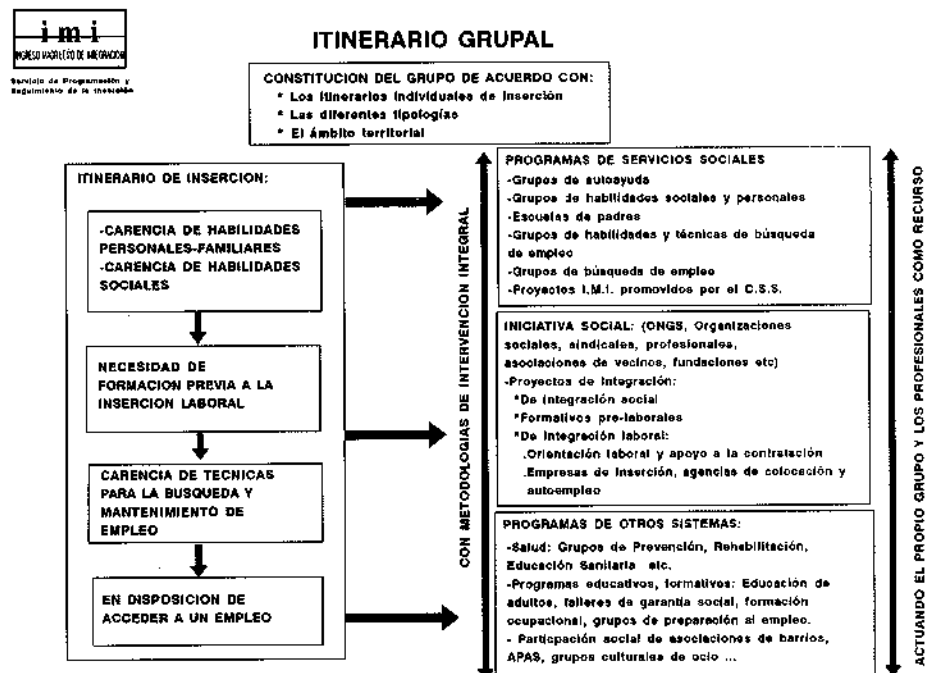 i m i
INGRESO MADRILEÑO DE INTEGRACION
Servicio de Programación y
Seguimiento de la Inserción
ITINERARIO GRUPAL
CONSTITUCION DEL GRUPO DE ACUERDO CON:
* Los itinerarios individuales de inserción
* Las diferentes tipologías
* El ámbito territorial
ITINERARIO DE INSERCION:
-CARENCIA DE HABILIDADES
PERSONALES-FAMILIARES
-CARENCIA DE HABILIDADES
SOCIALES
NECESIDAD DE
FORMACION PREVIA A LA
INSERCION LABORAL
CARENCIA DE TECNICAS
PARA LA BUSQUEDA Y
MANTENIMIENTO DE
EMPLEO
EN DISPOSICION DE
ACCEDER A UN EMPLEO
CON METODOLOGIAS DE INTERVENCION INTEGRAL
PROGRAMAS DE SERVICIOS SOCIALES
-Grupos de autoayuda
-Grupos de habilidades sociales y personales
-Escuelas de padres
-Grupos de habilidades y técnicas de búsqueda
de empleo
-Grupos de búsqueda de empleo
-Proyectos I.M.I. promovidos por el C.S.S.
INICIATIVA SOCIAL: (ONGS, Organizaciones
sociales, sindicales, profesionales,
asociaciones de vecinos, fundaciones etc)
-Proyectos de Integración:
*De integración social
*Formativos pre-laborales
*De integración laboral:
.Orientación laboral y apoyo a la contratación
.Empresas de inserción, agencias de colocación y
autoempleo
PROGRAMAS DE OTROS SISTEMAS:
-Salud: Grupos de Prevención, Rehabilitación,
Educación Sanitaria etc.
-Programas educativos, formativos: Educación de
adultos, talleres de garantía social, formación
ocupacional, grupos de preparación al empleo.
- Particpación social de asociaciones de barrios,
APAS, grupos culturales de ocio ...
ACTUANDO EL PROPIO GRUPO Y LOS PROFESIONALES COMO RECURSO